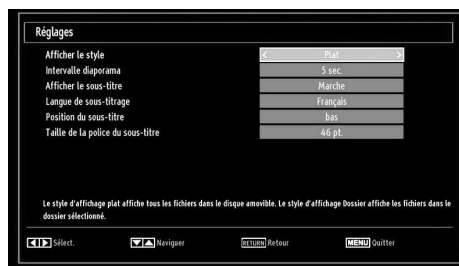 Réglages
Afficher le style < Plat >
Intervalle diaporama 5 sec.
Afficher le sous-titre Marche
Langue de sous-titrage Français
Position du sous-titre bas
Taille de la police du sous-titre 46 pt.
Le style d'affichage plat affiche tous les fichiers dans le disque amovible. Le style d'affichage Dossier affiche les fichiers dans le
dossier sélectionné.
Sélect. Naviguer RETURN Retour MENU Quitter